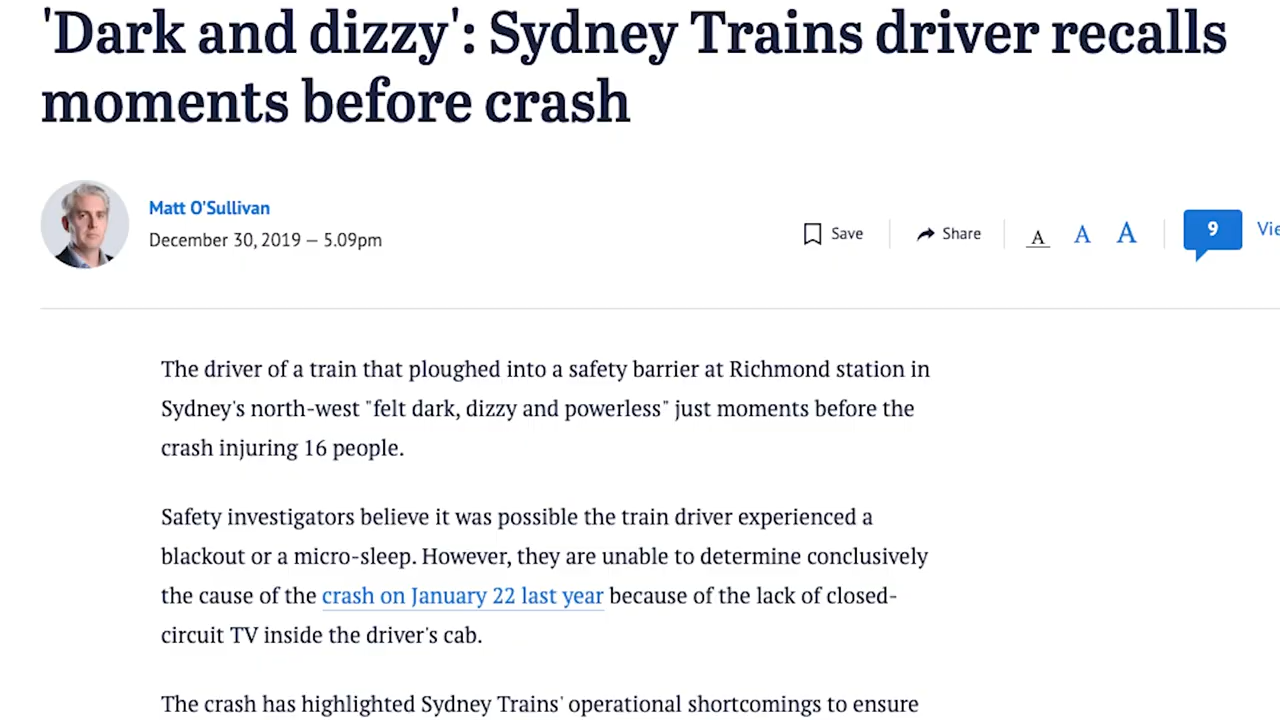 'Dark and dizzy': Sydney Trains driver recalls
moments before crash
Matt O'Sullivan
December 30, 2019 — 5.09pm
Save
Share
A
A
A
9
Vie
The driver of a train that ploughed into a safety barrier at Richmond station in
Sydney's north-west "felt dark, dizzy and powerless" just moments before the
crash injuring 16 people.
Safety investigators believe it was possible the train driver experienced a
blackout or a micro-sleep. However, they are unable to determine conclusively
the cause of the crash on January 22 last year because of the lack of closed-
circuit TV inside the driver's cab.
The crash has highlighted Sydney Trains' operational shortcomings to ensure